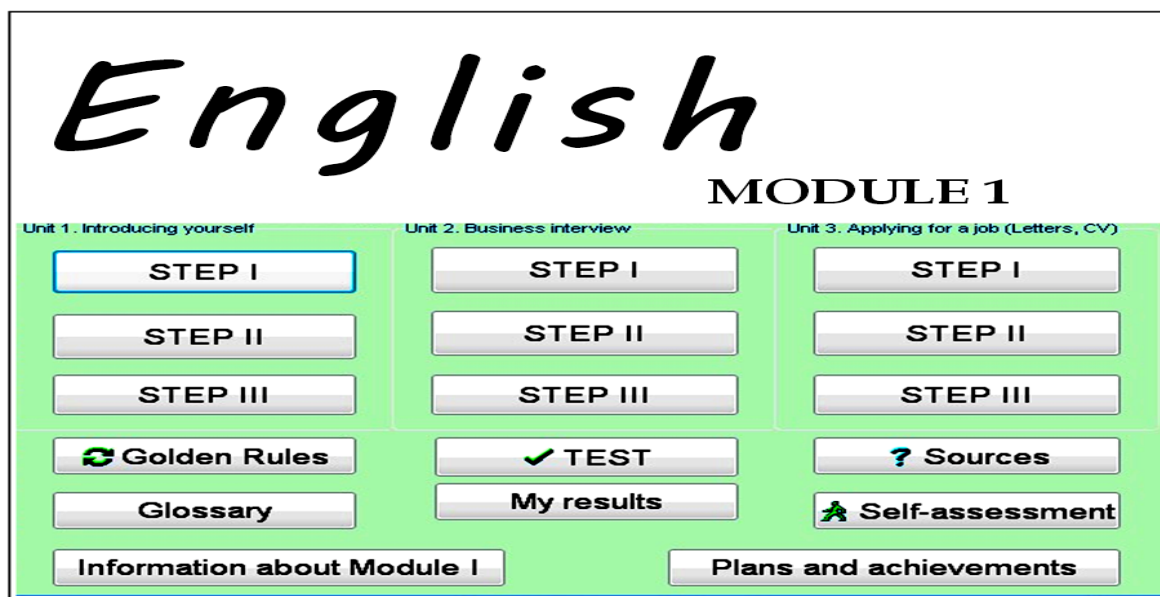 English
MODULE 1
Unit 1. Introducing yourself
Unit 2. Business interview
Unit 3. Applying for a job (Letters, CV)
STEP I
STEP I
STEP I
STEP II
STEP II
STEP II
STEP III
STEP III
STEP III
Golden Rules
TEST
? Sources
Glossary
My results
Self-assessment
Information about Module I
Plans and achievements